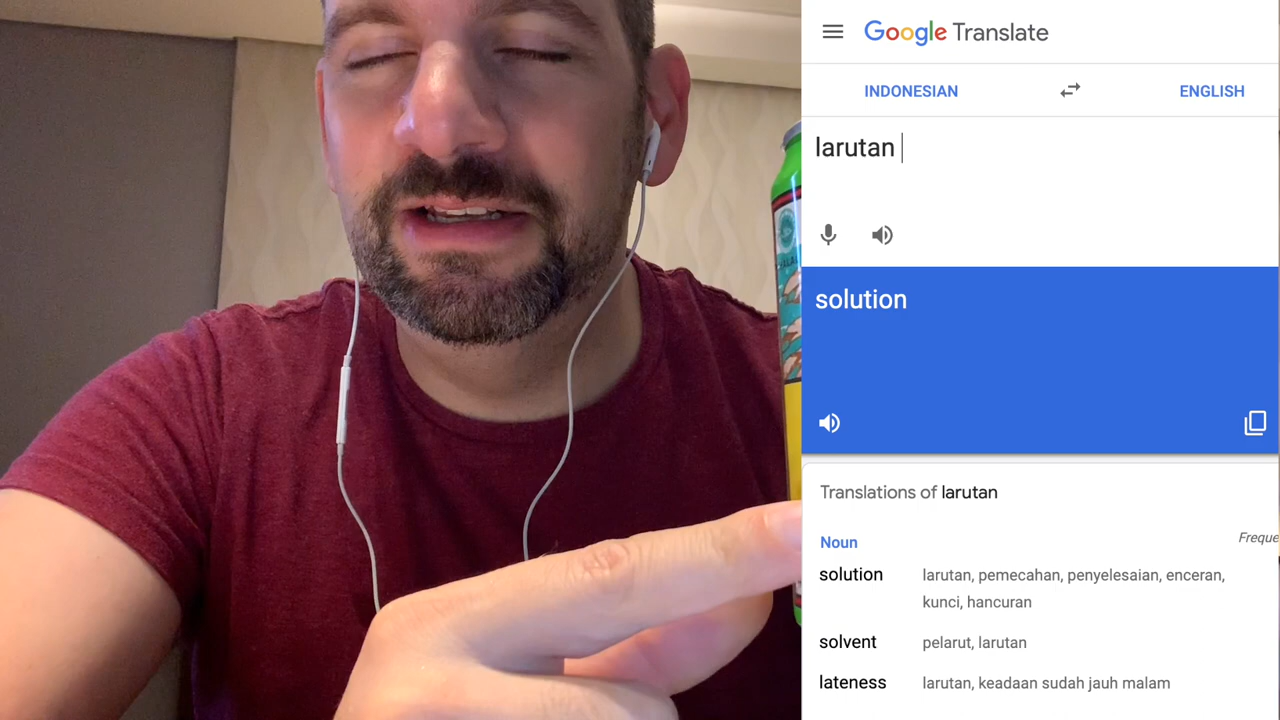 Google Translate
INDONESIAN
ENGLISH
larutan
solution
Translations of larutan
Noun
solution
larutan, pemecahan, penyelesaian, enceran,
kunci, hancuran
solvent
pelarut, larutan
lateness
larutan, keadaan sudah jauh malam